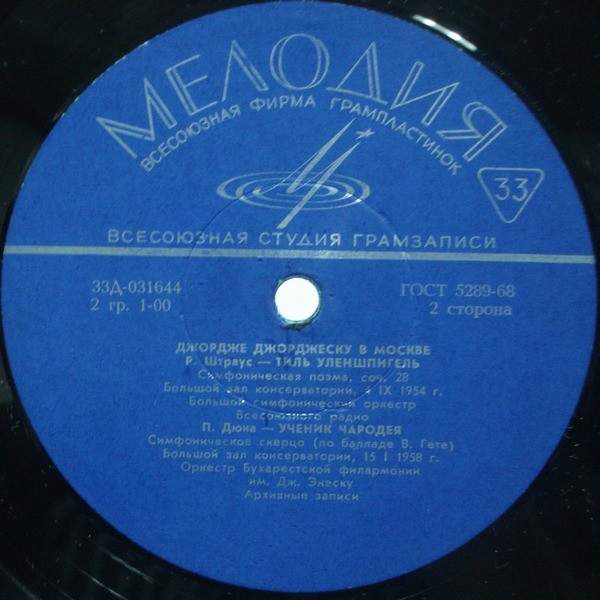 МЕЛОДИЯ
ВСЕСОЮЗНАЯ ФИРМА ГРАМПЛАСТИНОК
33
ВСЕСОЮЗНАЯ СТУДИЯ ГРАМЗАПИСИ
33Д-031644
ГОСТ 5289-68
2 гр. 1-00
2 сторона
ДЖОРДЖЕ ДЖОРДЖЕСКУ В МОСКВЕ
Р. Штраус — ТИЛЬ УЛЕНШПИГЕЛЬ
Симфоническая поэма, соч. 28
Большой зал консерватории, 4 IX 1954 г.
Большой симфонический оркестр
Всесоюзного радио
П. Дюка — УЧЕНИК ЧАРОДЕЯ
Симфоническое скерцо (по балладе В. Гете)
Большой зал консерватории, 15 I 1958 г.
Оркестр Бухарестской филармонии
им. Дж. Энеску
Архивные записи